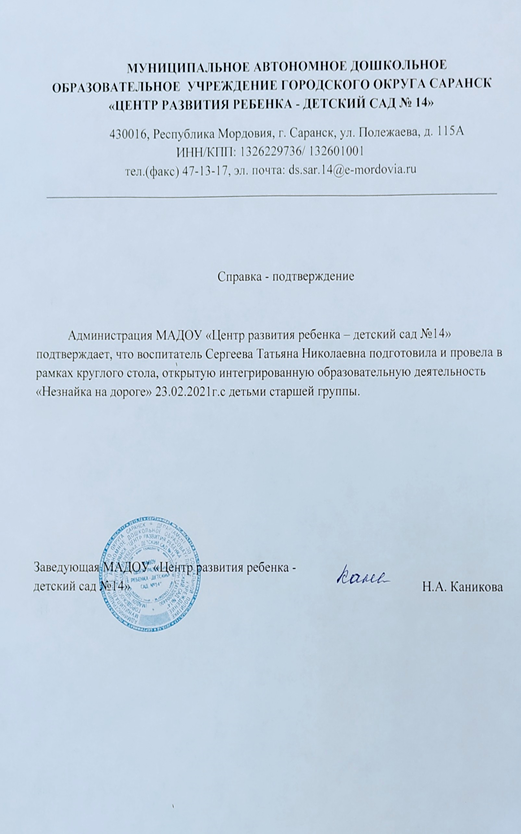 МУНИЦИПАЛЬНОЕ АВТОНОМНОЕ ДОШКОЛЬНОЕ
ОБРАЗОВАТЕЛЬНОЕ УЧРЕЖДЕНИЕ ГОРОДСКОГО ОКРУГА САРАНСК
«ЦЕНТР РАЗВИТИЯ РЕБЕНКА - ДЕТСКИЙ САД № 14»
430016, Республика Мордовия, г. Саранск, ул. Полежаева, д. 115А
ИНН/КПП: 1326229736/ 132601001
тел.(факс) 47-13-17, эл. почта: ds.sar.14@e-mordovia.ru
Справка - подтверждение
Администрация МАДОУ «Центр развития ребенка – детский сад №14»
подтверждает, что воспитатель Сергеева Татьяна Николаевна подготовила и провела в
рамках круглого стола, открытую интегрированную образовательную деятельность
«Незнайка на дороге» 23.02.2021г.с детьми старшей группы.
Заведующая МАДОУ «Центр развития ребенка -
детский сад №14»
Н.А. Каникова